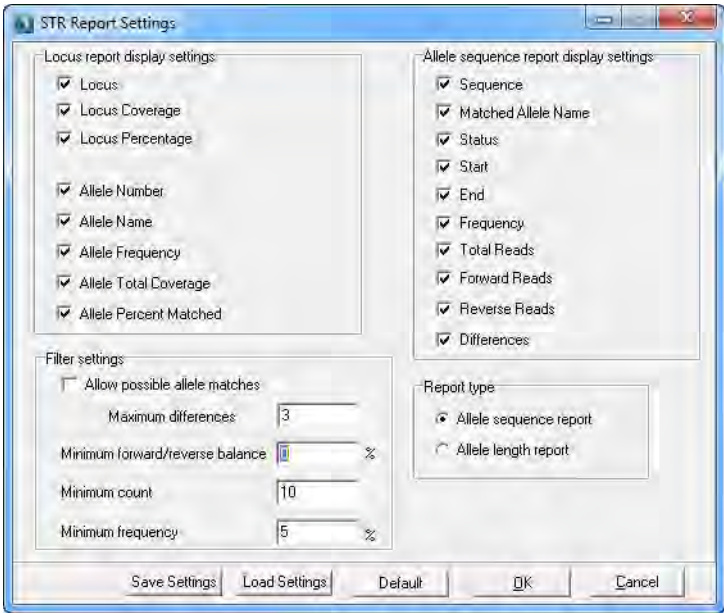 STR Report Settings
Locus report display settings
Locus
Locus Coverage
Locus Percentage
Allele Number
Allele Name
Allele Frequency
Allele Total Coverage
Allele Percent Matched
Allele sequence report display settings
Sequence
Matched Allele Name
Status
Start
End
Frequency
Total Reads
Forward Reads
Reverse Reads
Differences
Filter settings
Allow possible allele matches
Maximum differences 3
Minimum forward/reverse balance 0 %
Minimum count 10
Minimum frequency 5 %
Report type
Allele sequence report
Allele length report
Save Settings Load Settings Default OK Cancel